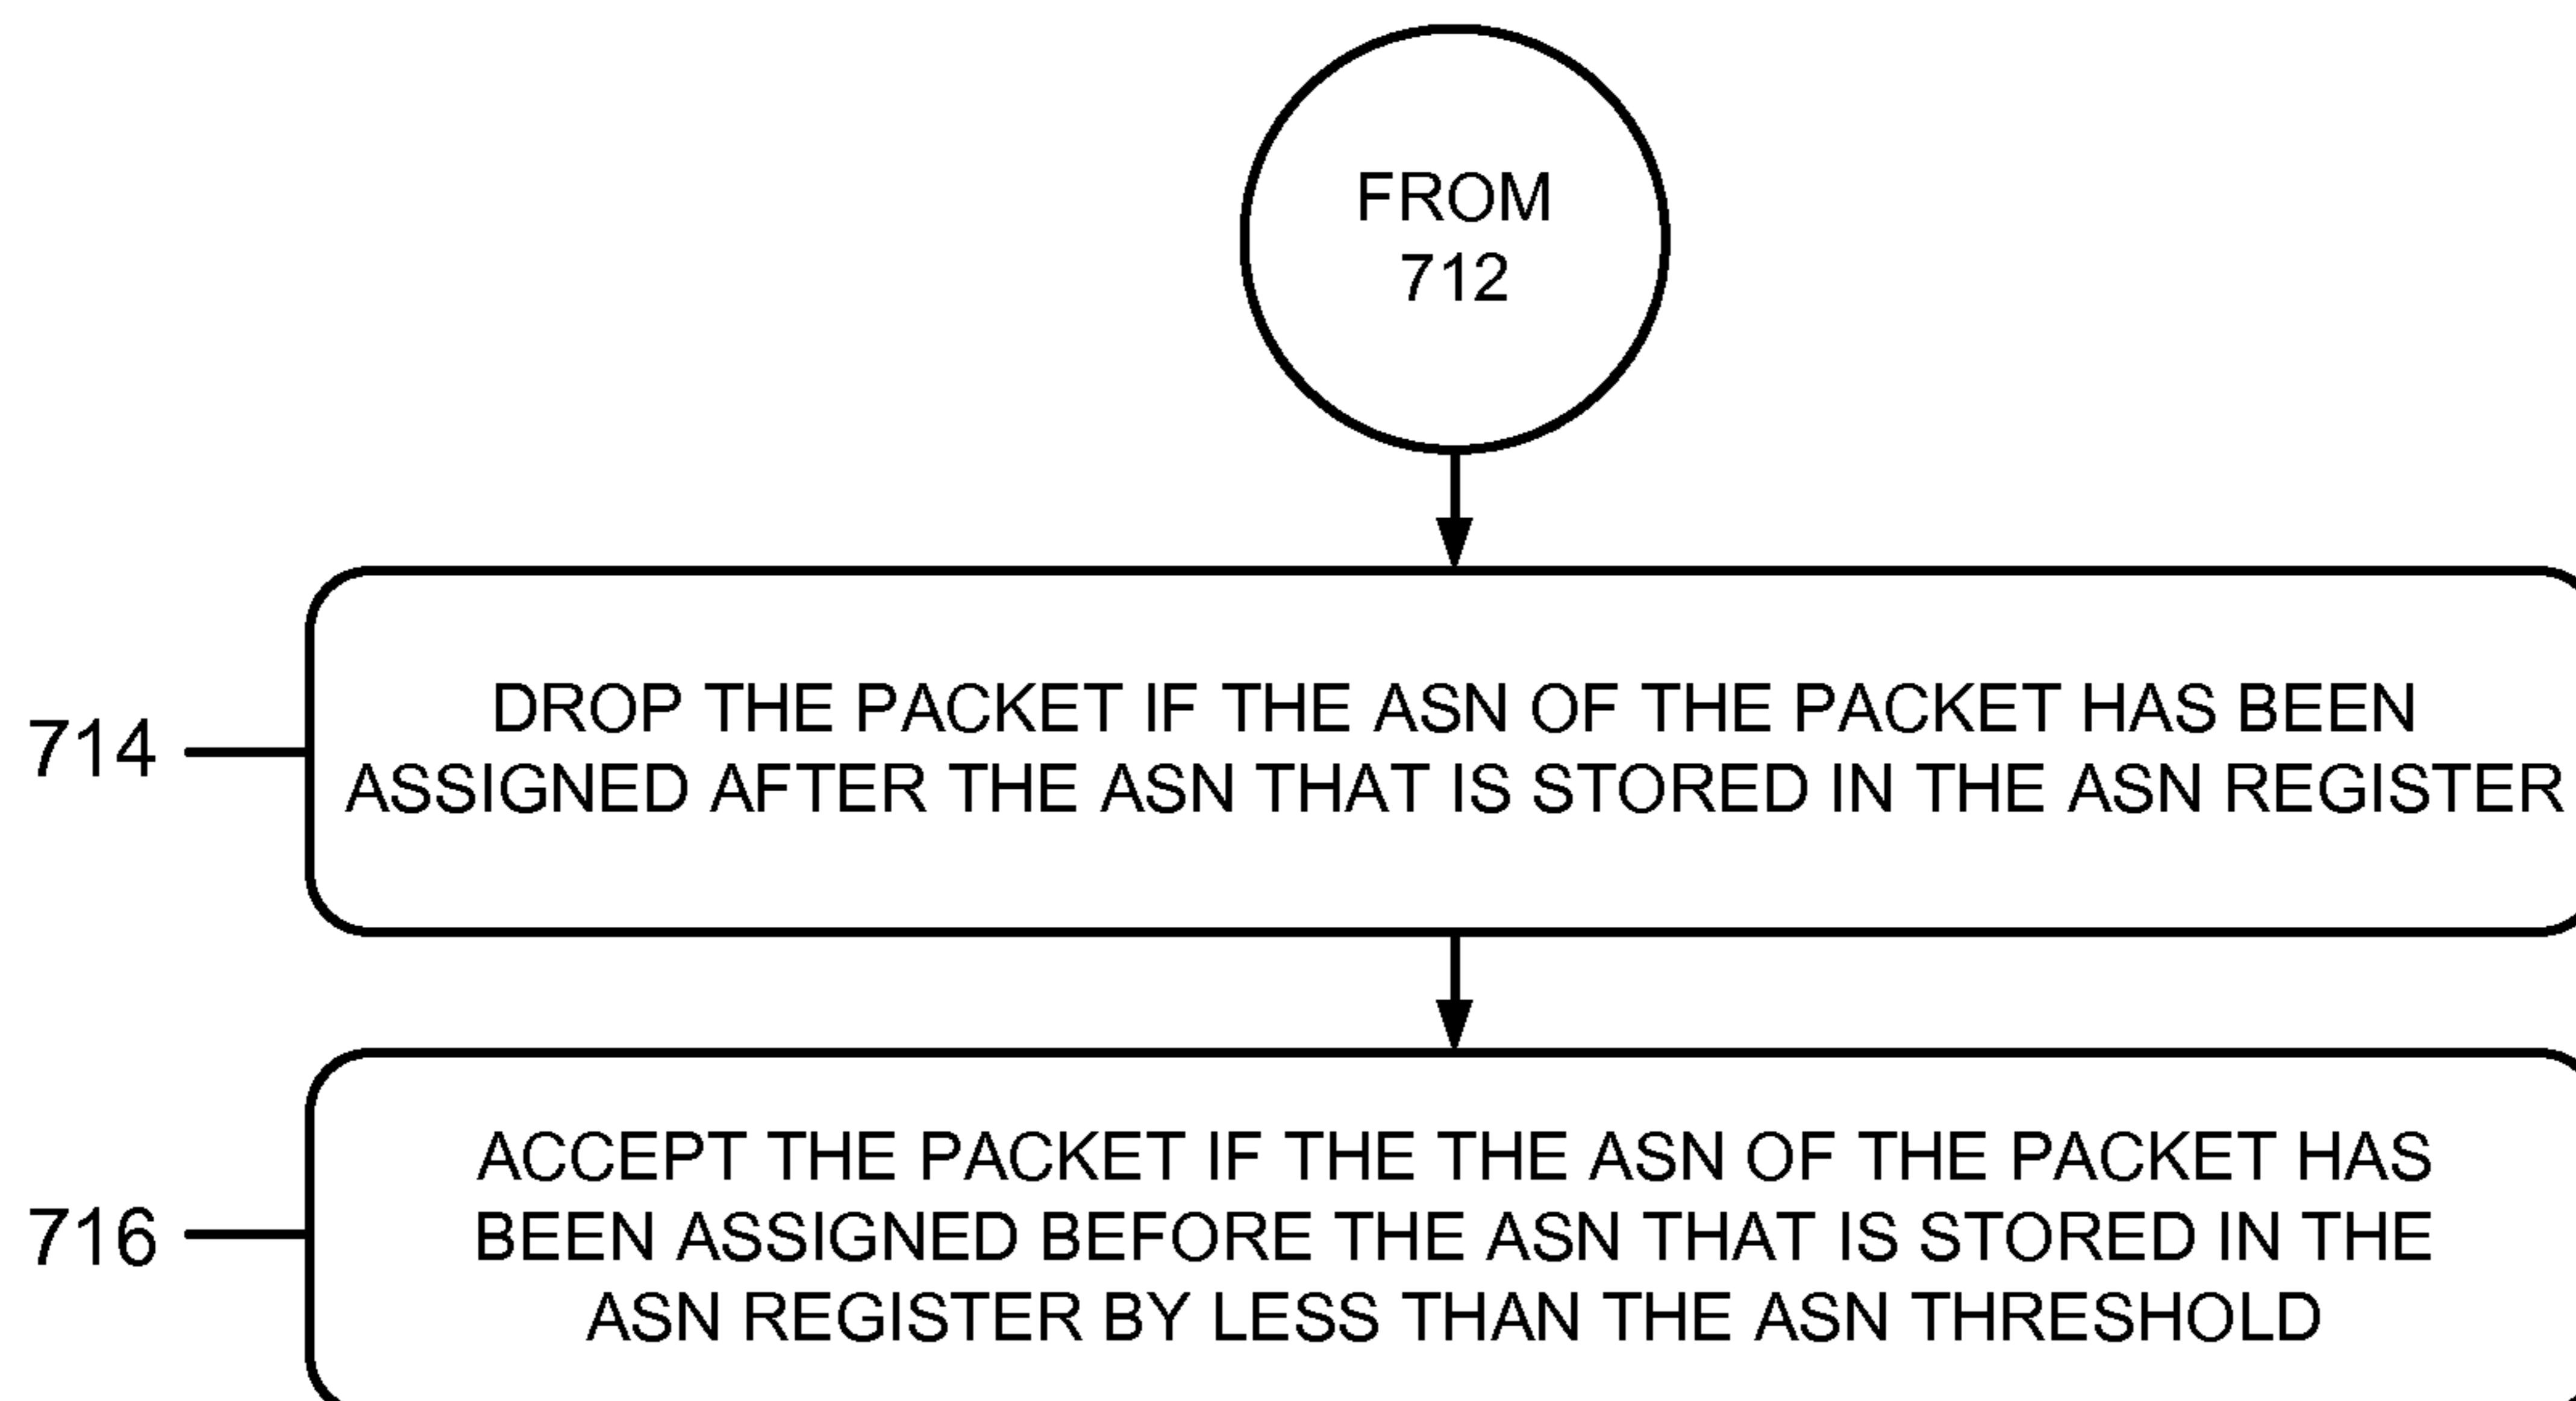 FROM
712
714
DROP THE PACKET IF THE ASN OF THE PACKET HAS BEEN
ASSIGNED AFTER THE ASN THAT IS STORED IN THE ASN REGISTER
716
ACCEPT THE PACKET IF THE THE ASN OF THE PACKET HAS
BEEN ASSIGNED BEFORE THE ASN THAT IS STORED IN THE
ASN REGISTER BY LESS THAN THE ASN THRESHOLD